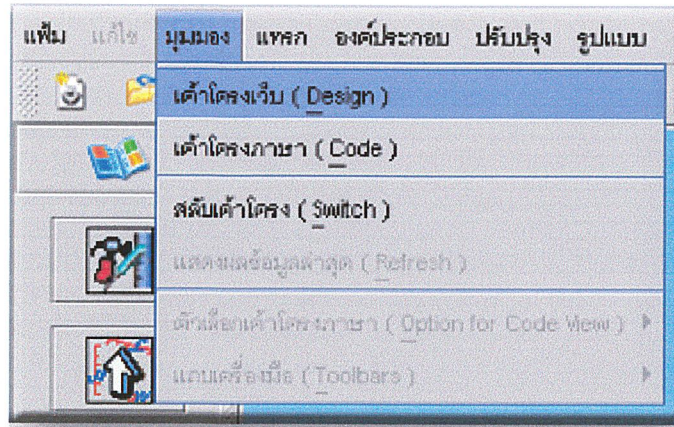 แฟ้ม แก้ไข มุมมอง แทรก องค์ประกอบ ปรับปรุง รูปแบบ
เค้าโครงเว็บ ( Design )
เค้าโครงภาษา ( Code )
สลับเค้าโครง ( Switch )
แสดงผลข้อมูลล่าสุด ( Refresh )
ตัวเลือกเค้าโครงภาษา ( Option for Code View )
แถบเครื่องมือ ( Toolbars )